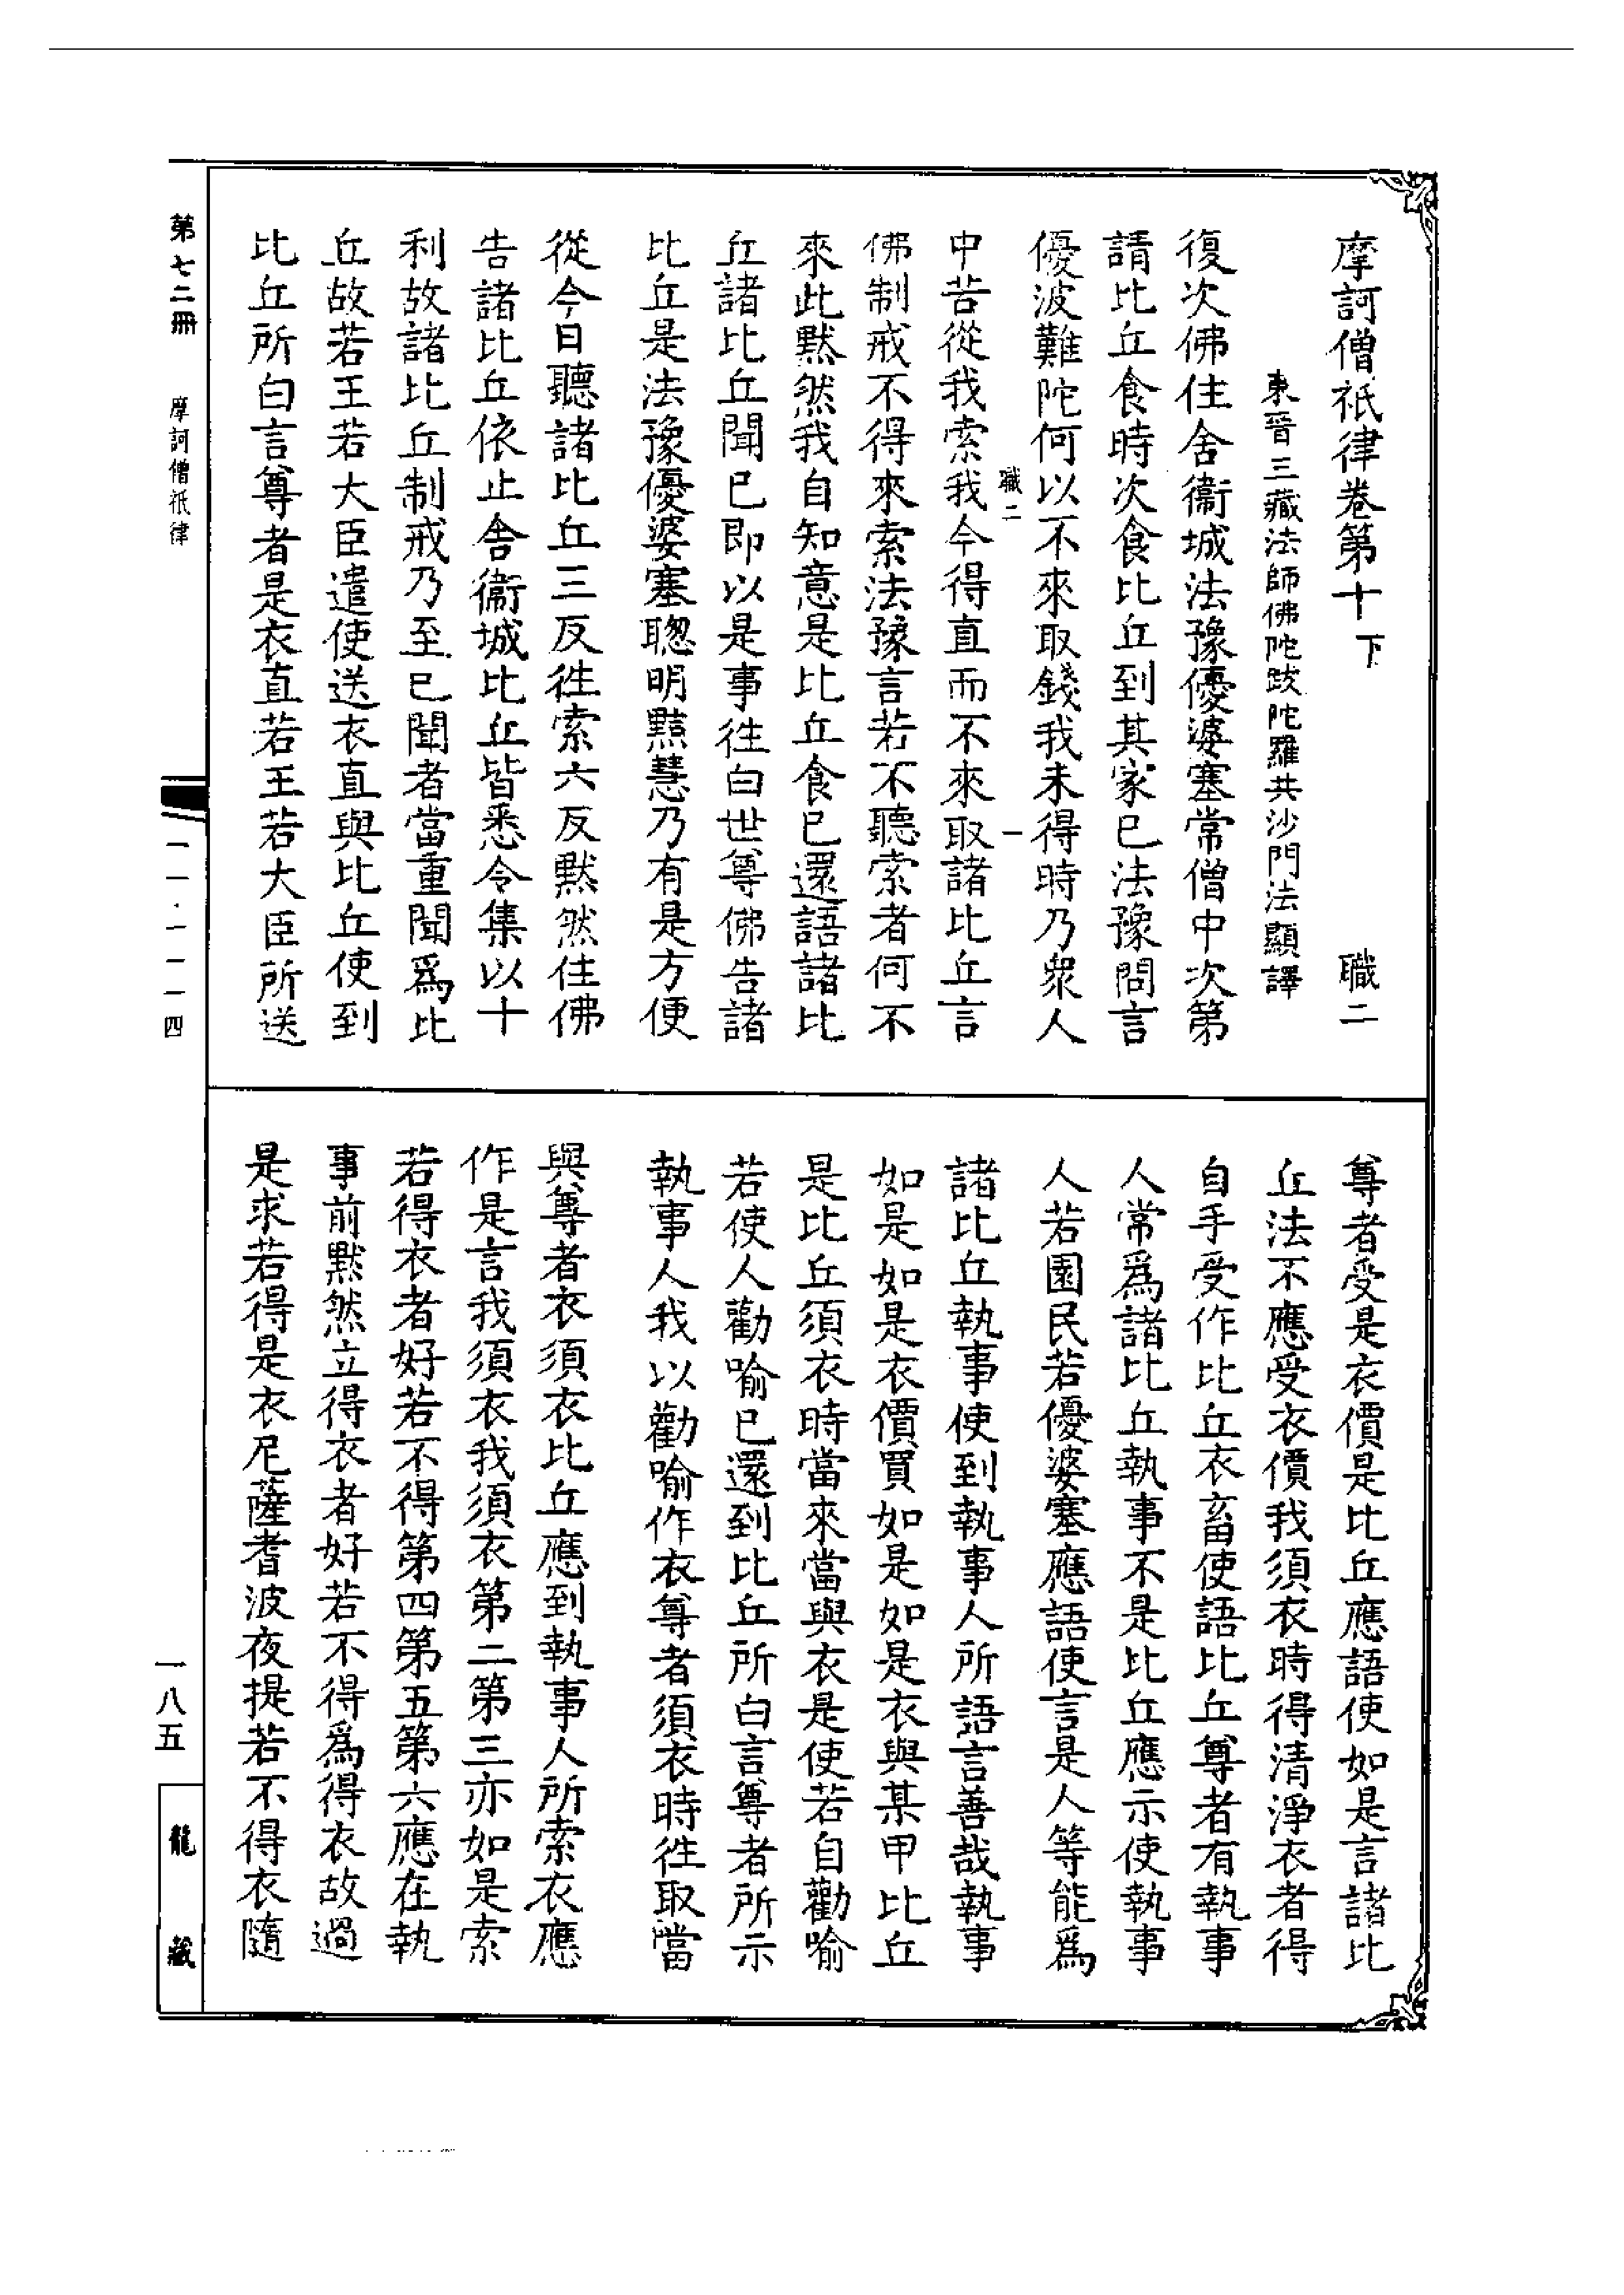 摩訶僧祇律卷第十下　職二
東晉三藏法師佛陀跋陀羅共沙門法顯譯
復次佛住舍衞城法豫優婆塞常僧中次第
請比丘食時次食比丘到其家已法豫問言
優波難陀何以不來取錢我未得時乃衆人
職二　一
中苦從我索我今得直而不來取諸比丘言
佛制戒不得來索法豫言若不聽索者何不
來此默然我自知意是比丘食已還語諸比
丘諸比丘聞已即以是事徃白世尊佛告諸
比丘是法豫優婆塞聰明黠慧乃有是方便
從今日聽諸比丘三反徃索六反默然住佛
告諸比丘依止舍衞城比丘皆悉令集以十
利故諸比丘制戒乃至已聞者當重聞爲比
丘故若王若大臣遣使送衣直與比丘使到
比丘所白言尊者是衣直若王若大臣所送
尊者受是衣價是比丘應語使如是言諸比
丘法不應受衣價我須衣時得清淨衣者得
自手受作比丘衣畜使語比丘尊者有執事
人常爲諸比丘執事不是比丘應示使執事
人若園民若優婆塞應語使言是人等能爲
諸比丘執事使到執事人所語言善哉執事
如是如是衣價買如是如是衣與某甲比丘
是比丘須衣時當來當與衣是使若自勸喻
若使人勸喻已還到比丘所白言尊者所示
執事人我以勸喻作衣尊者須衣時徃取當
與尊者衣須衣比丘應到執事人所索衣應
作是言我須衣我須衣第二第三亦如是索
若得衣者好若不得第四第五第六應在執
事前默然立得衣者好若不得爲得衣故過
是求若得是衣尼薩耆波夜提若不得衣隨
第七二冊　摩訶僧祇律
一一·一一一四
一八五
龍藏